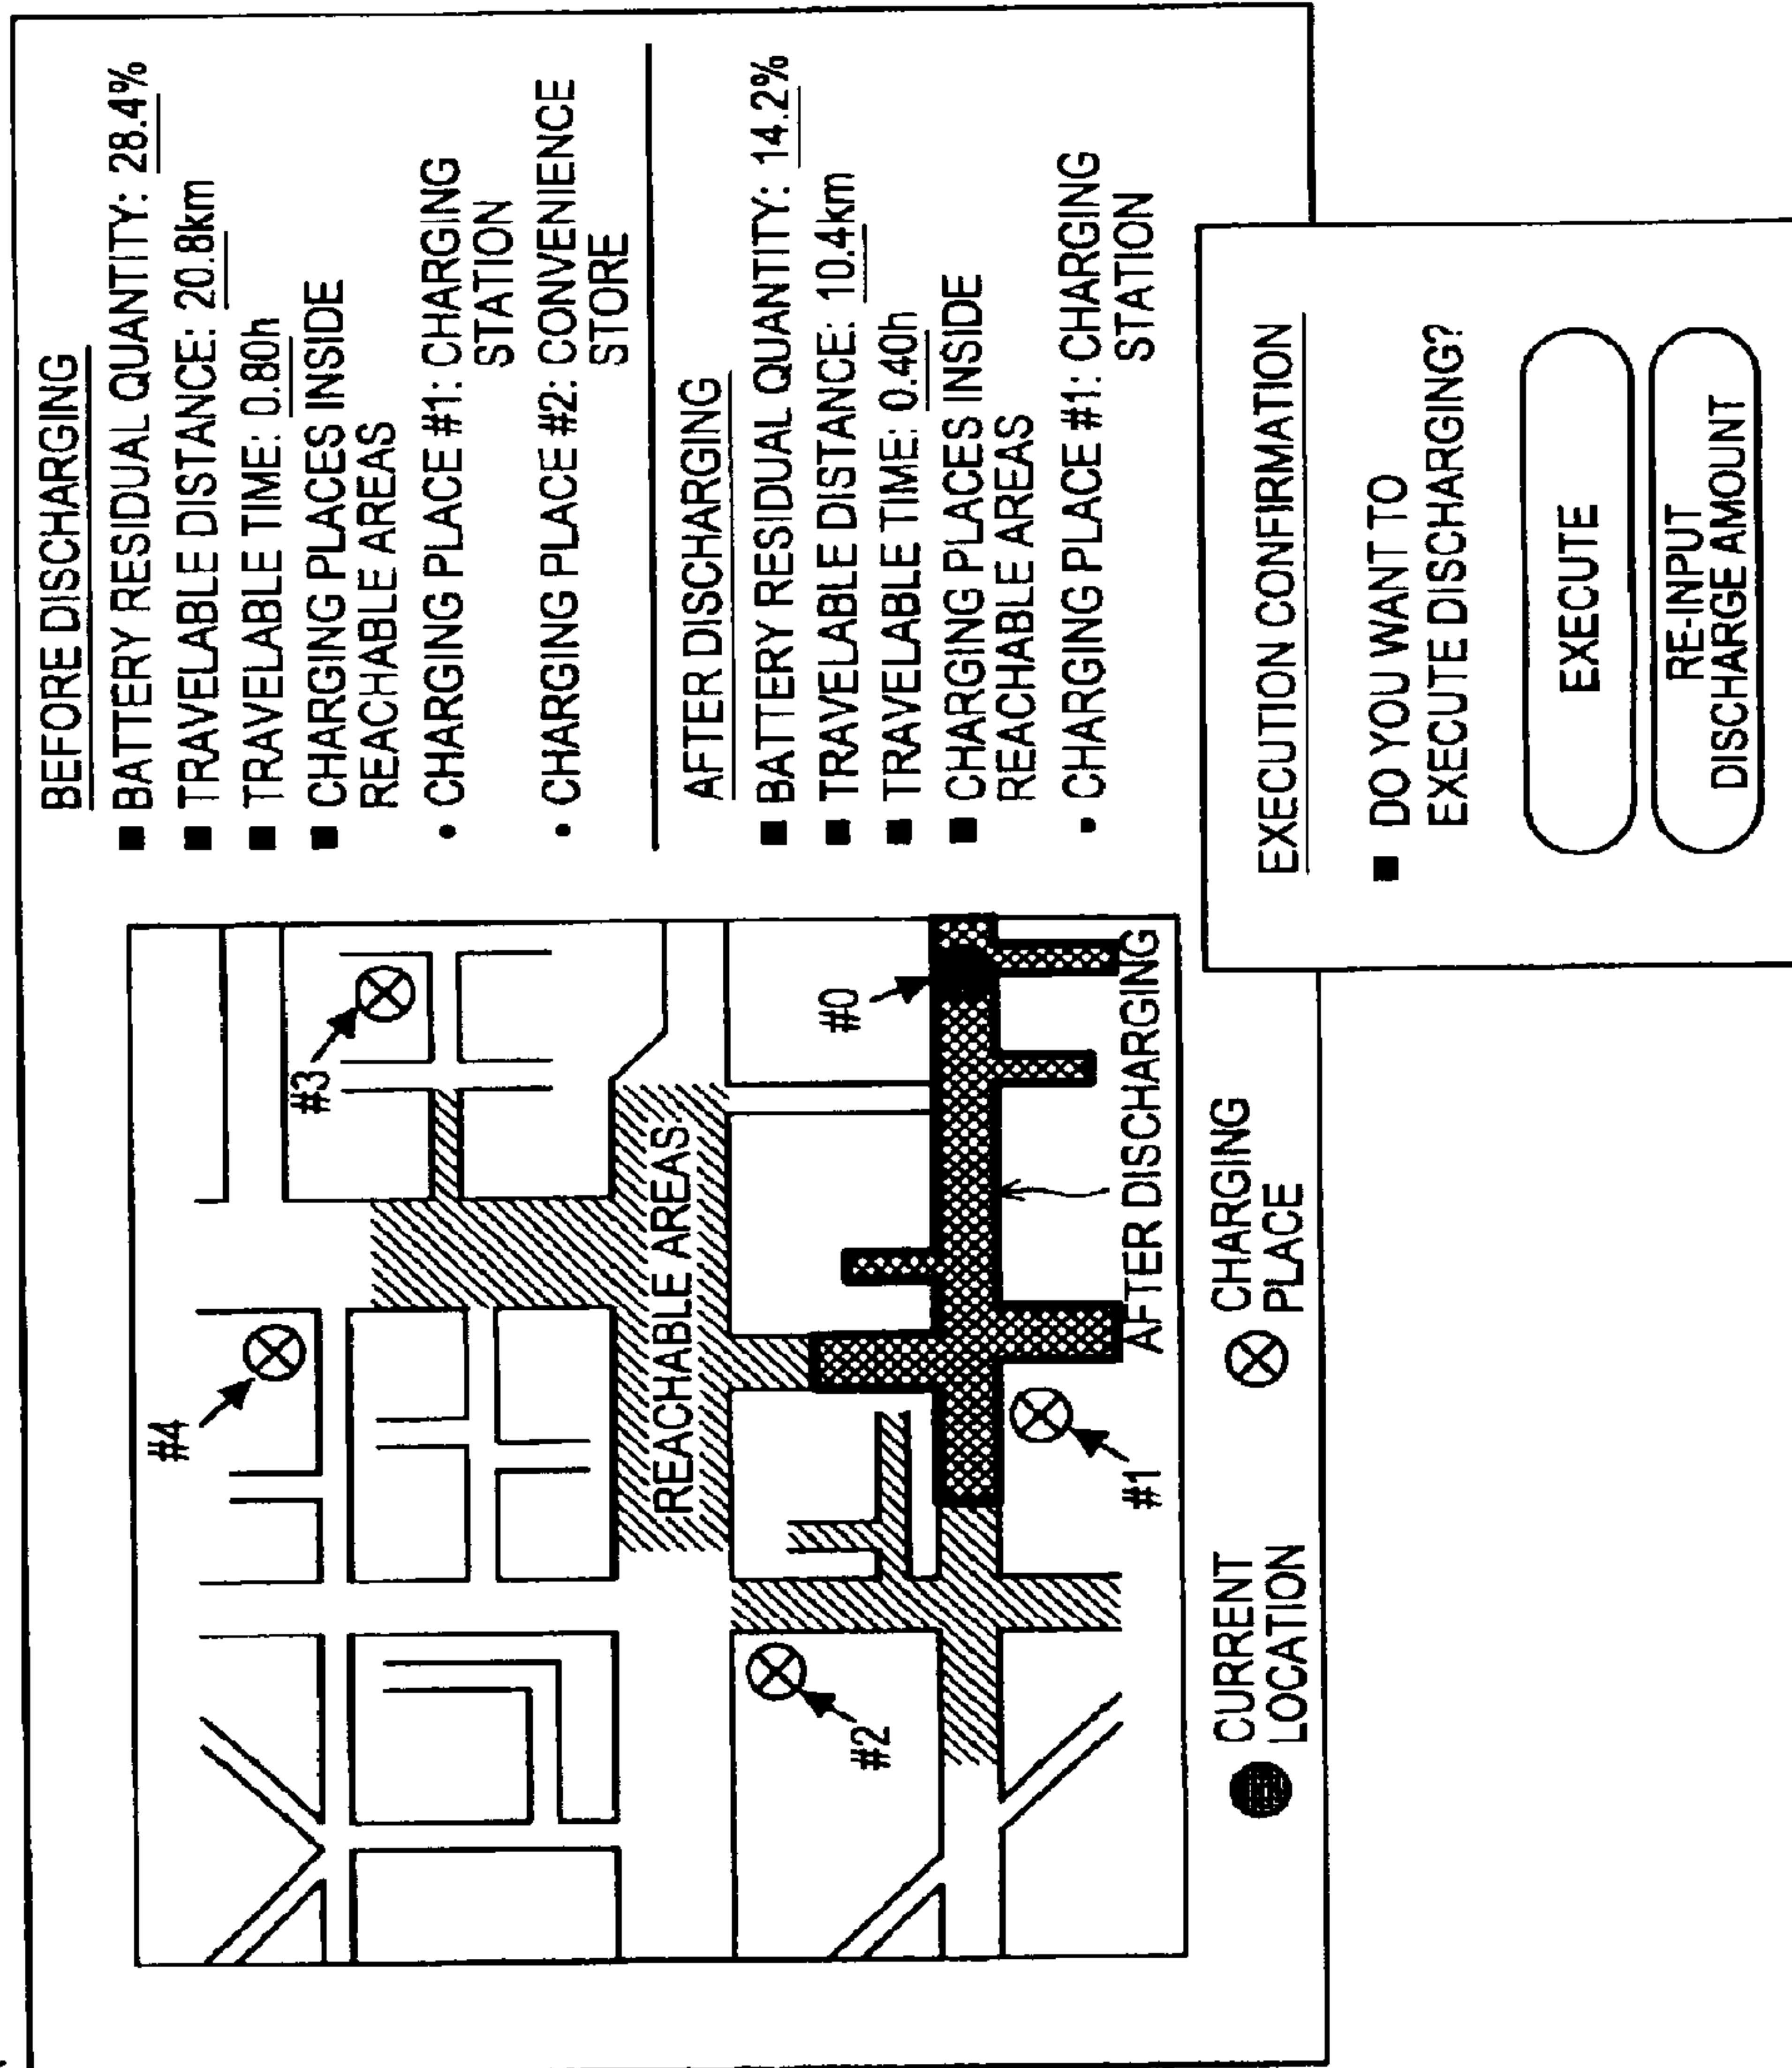 BEFORE DISCHARGING
■ BATTERY RESIDUAL QUANTITY: 28.4%
■ TRAVELABLE DISTANCE: 20.8km
■ TRAVELABLE TIME: 0.80h
■ CHARGING PLACES INSIDE
REACHABLE AREAS
• CHARGING PLACE #1: CHARGING
STATION
• CHARGING PLACE #2: CONVENIENCE
STORE
AFTER DISCHARGING
■ BATTERY RESIDUAL QUANTITY: 14.2%
■ TRAVELABLE DISTANCE: 10.4km
■ TRAVELABLE TIME: 0.40h
■ CHARGING PLACES INSIDE
REACHABLE AREAS
• CHARGING PLACE #1: CHARGING
STATION
#4
#3
REACHABLE AREAS
#0
#2
#1
AFTER DISCHARGING
CURRENT
LOCATION
CHARGING
PLACE
EXECUTION CONFIRMATION
■ DO YOU WANT TO
EXECUTE DISCHARGING?
EXECUTE
RE-INPUT
DISCHARGE AMOUNT